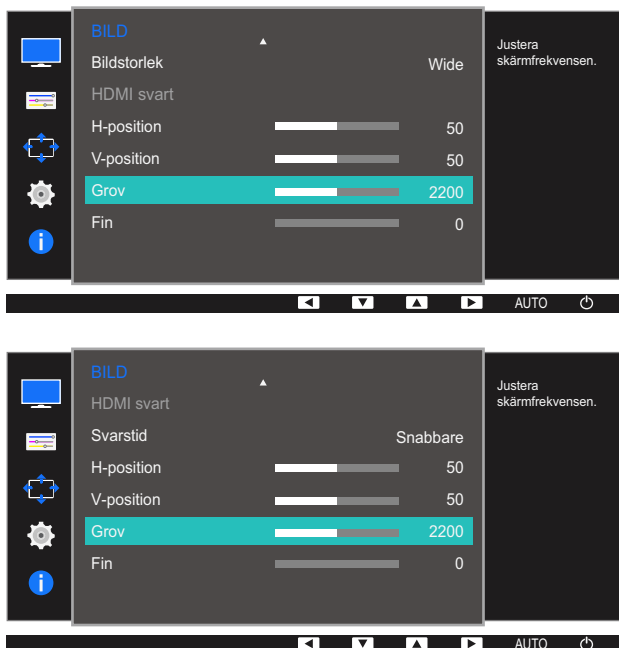 BILD
Bildstorlek Wide
HDMI svart
H-position 50
V-position 50
Grov 2200
Fin 0
Justera
skärmfrekvensen.
AUTO
BILD
HDMI svart
Svarstid Snabbare
H-position 50
V-position 50
Grov 2200
Fin 0
Justera
skärmfrekvensen.
AUTO